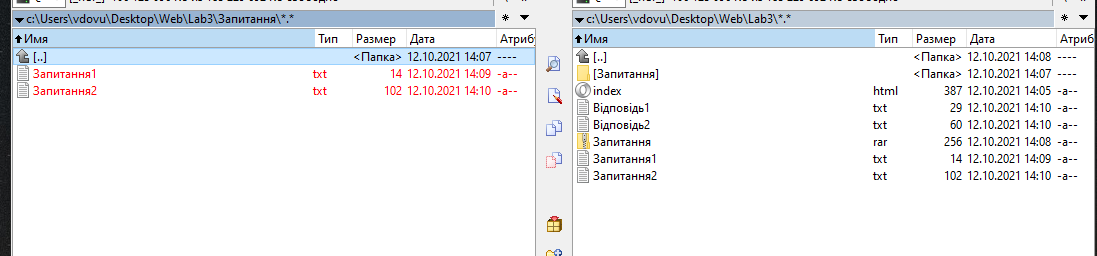 c:\Users\vdovu\Desktop\Web\Lab3\Запитання\*.*
Имя Тип Размер Дата Атрибу
[..] <Папка> 12.10.2021 14:07 ----
Запитання1 txt 14 12.10.2021 14:09 -a--
Запитання2 txt 102 12.10.2021 14:10 -a--
c:\Users\vdovu\Desktop\Web\Lab3\*.*
Имя Тип Размер Дата Атрибу
[..] <Папка> 12.10.2021 14:08 ----
[Запитання] <Папка> 12.10.2021 14:07 ----
index html 387 12.10.2021 14:05 -a--
Відповідь1 txt 29 12.10.2021 14:10 -a--
Відповідь2 txt 60 12.10.2021 14:10 -a--
Запитання rar 256 12.10.2021 14:08 -a--
Запитання1 txt 14 12.10.2021 14:09 -a--
Запитання2 txt 102 12.10.2021 14:10 -a--